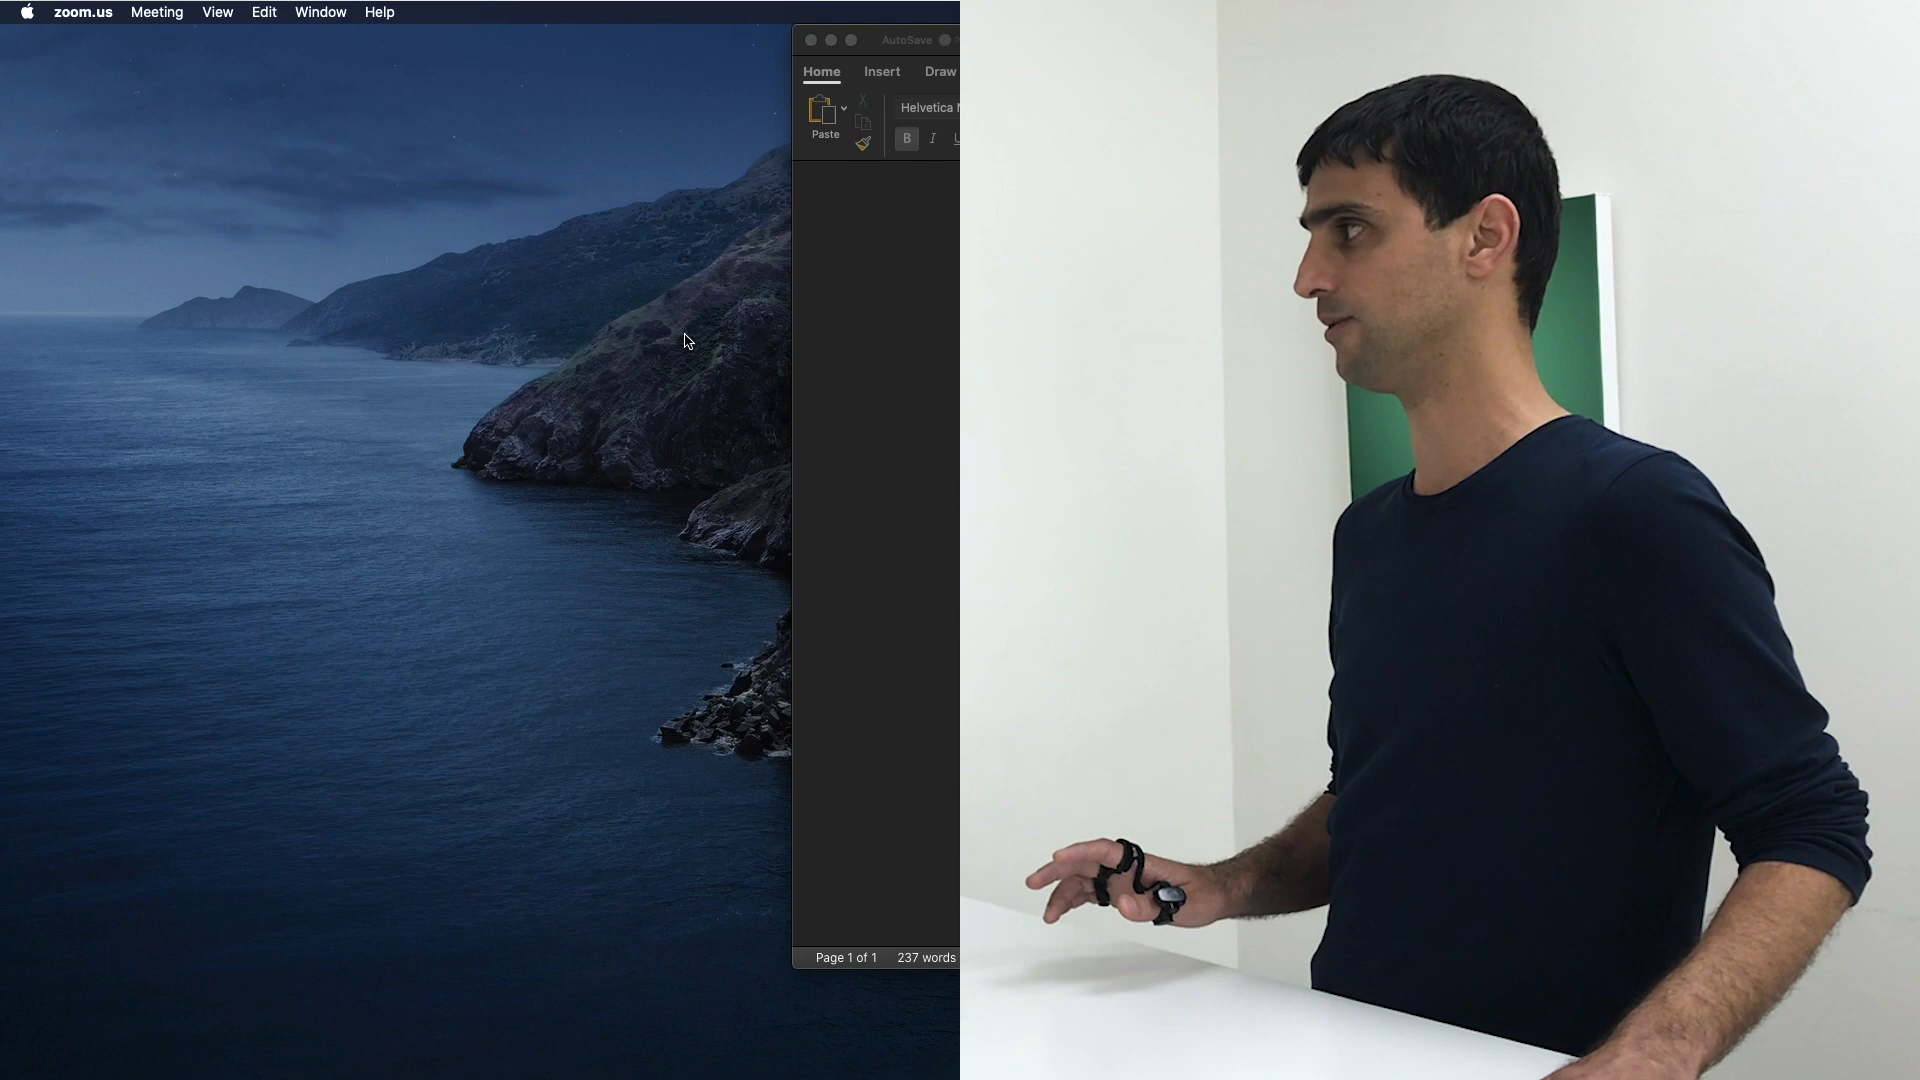 zoom.us Meeting View Edit Window Help
AutoSave
Home Insert Draw
Paste
Helvetica
B I U
Page 1 of 1 237 words